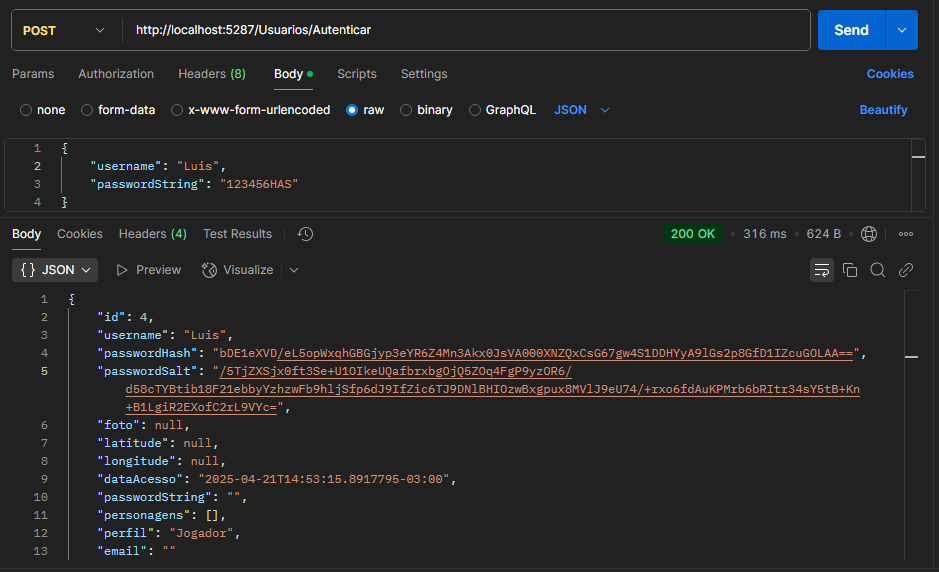 POST http://localhost:5287/Usuarios/Autenticar Send
Params Authorization Headers (8) Body Scripts Settings Cookies
none form-data x-www-form-urlencoded raw binary GraphQL JSON Beautify
1 {
2 "username": "Luis",
3 "passwordString": "123456HAS"
4 }
Body Cookies Headers (4) Test Results 200 OK • 316 ms • 624 B
{} JSON Preview Visualize
1 {
2 "id": 4,
3 "username": "Luis",
4 "passwordHash": "bDE1eXVD/eL5opWxqhGBGjyp3eYR6Z4Mn3Akx0JsVA000XNZQxCsG67gw4S1DDHYyA9lGs2p8GfD1IZcuGOLAA==",
5 "passwordSalt": "/5TjZXSjx0ft3Se+U1OIkeUQafbrxbgOjQ5ZOq4FgP9yzOR6/
d58cTYBtib18F21ebbyYzhzwFb9hljSfp6dJ9IfZic6TJ9DNlBHIOzwBxgpux8MVlJ9eU74/+rxo6fdAuKPMrb6bRItr34sY5tB+Kn
+B1LgiR2EXofC2rL9VYc=",
6 "foto": null,
7 "latitude": null,
8 "longitude": null,
9 "dataAcesso": "2025-04-21T14:53:15.8917795-03:00",
10 "passwordString": "",
11 "personagens": [],
12 "perfil": "Jogador",
13 "email": ""